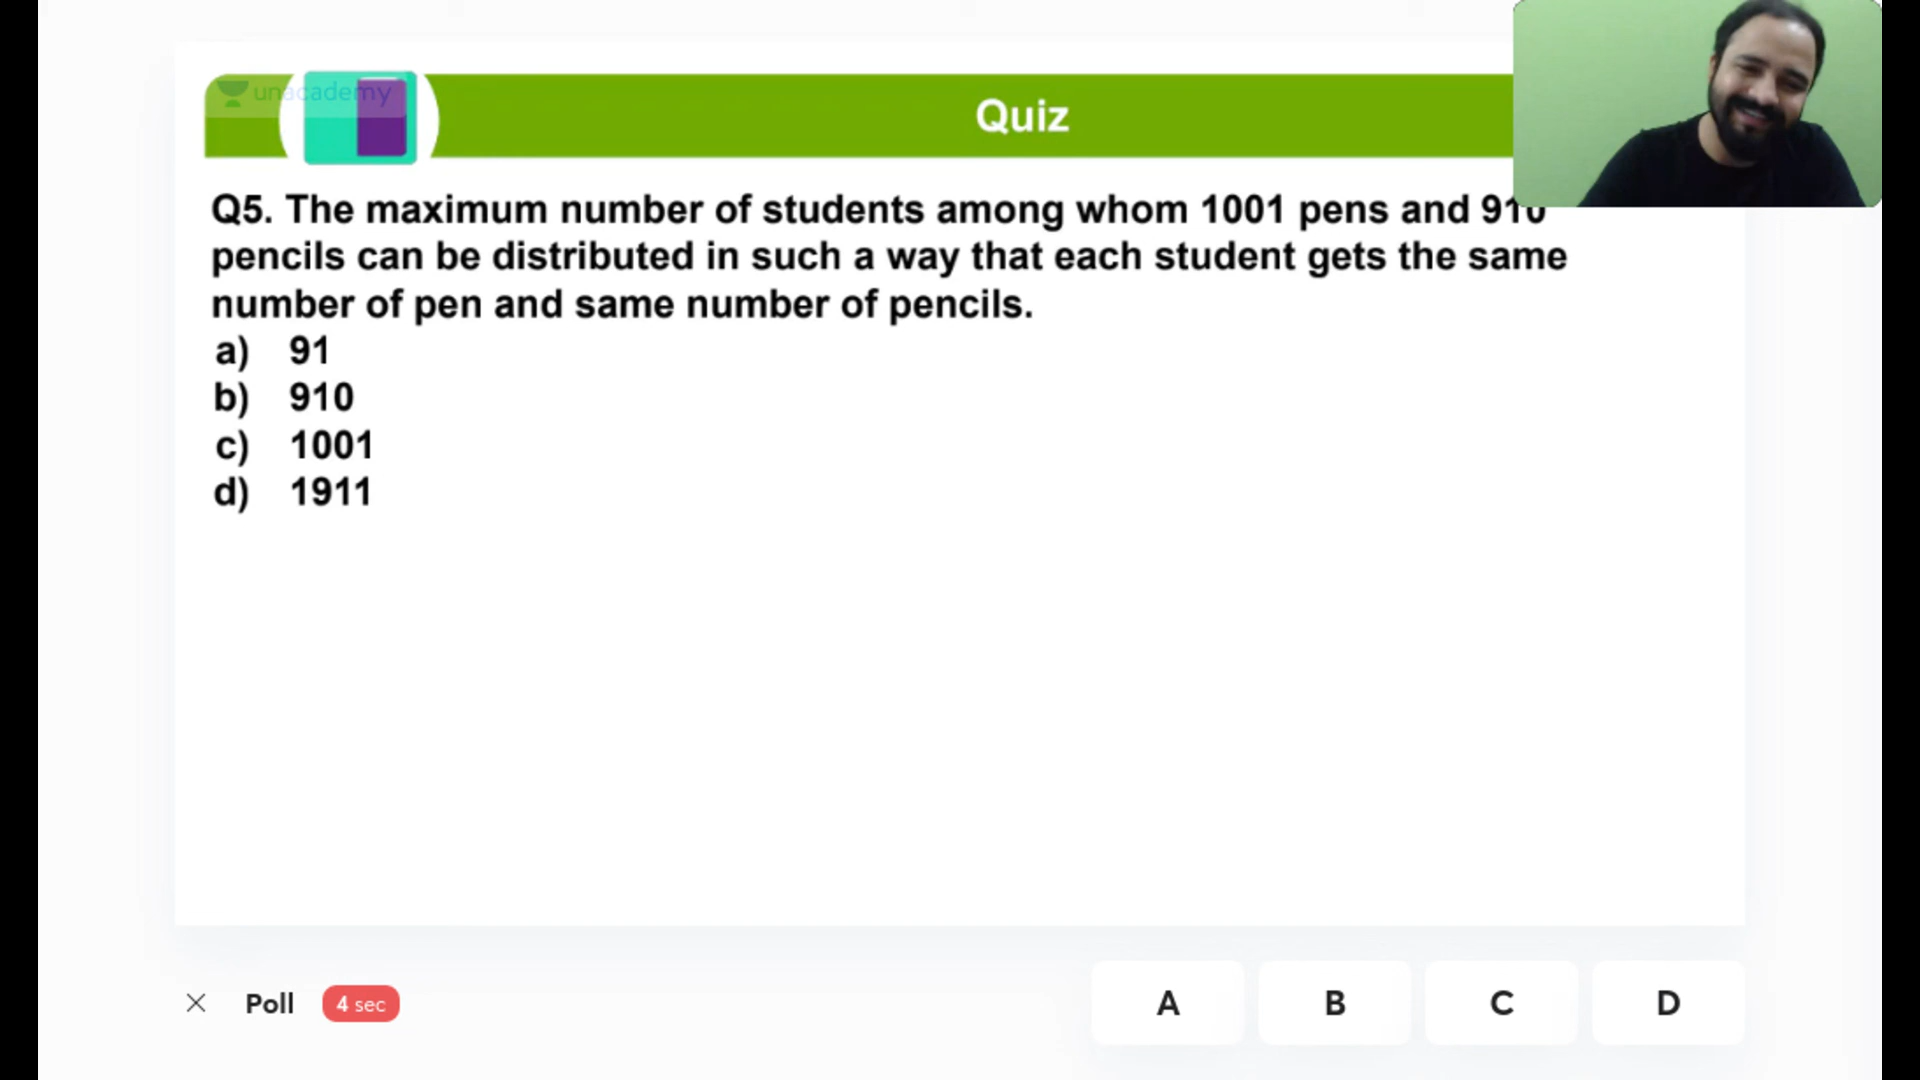 unacademy
Quiz
Q5. The maximum number of students among whom 1001 pens and 910
pencils can be distributed in such a way that each student gets the same
number of pen and same number of pencils.
a) 91
b) 910
c) 1001
d) 1911
Poll 4 sec A B C D